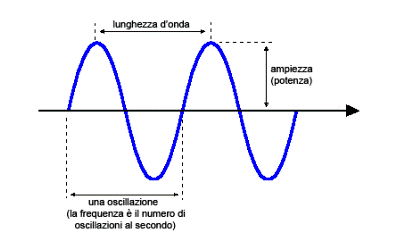 lunghezza d'onda
ampiezza
(potenza)
una oscillazione
(la frequenza è il numero di
oscillazioni al secondo)